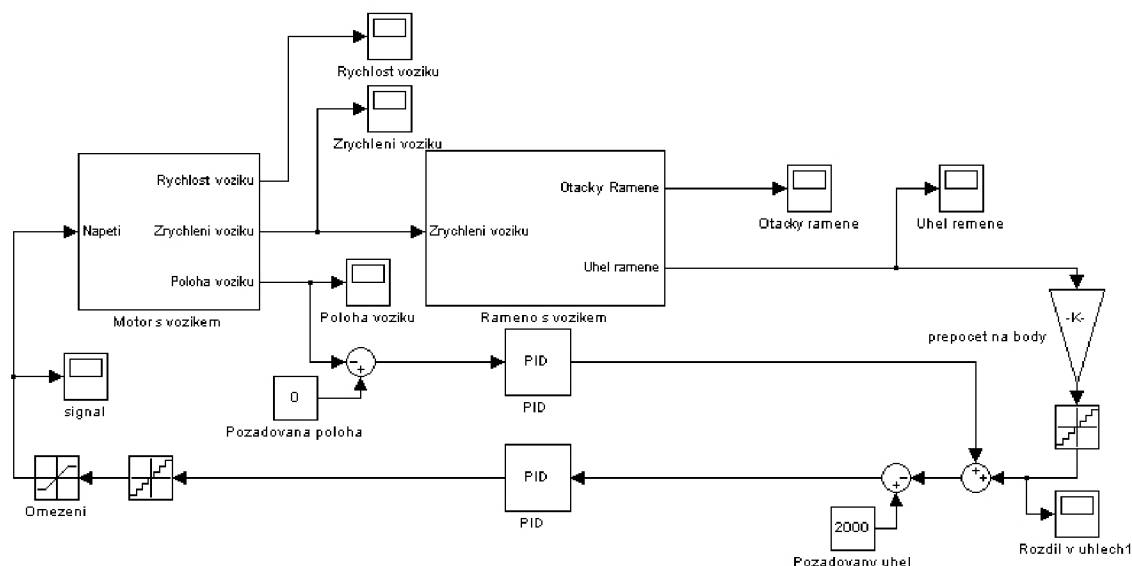 Rychlost voziku
Zrychleni voziku
Rychlost voziku
Napeti
Zrychleni voziku
Poloha voziku
Motor s vozikem
Poloha voziku
Zrychleni voziku
Otacky Ramene
Uhel ramene
Rameno s vozikem
Otacky ramene
Uhel remene
-K-
prepocet na body
signal
0
Pozadovana poloha
PID
PID
Omezeni
PID
PID
2000
Pozadovany uhel
Rozdil v uhlech1